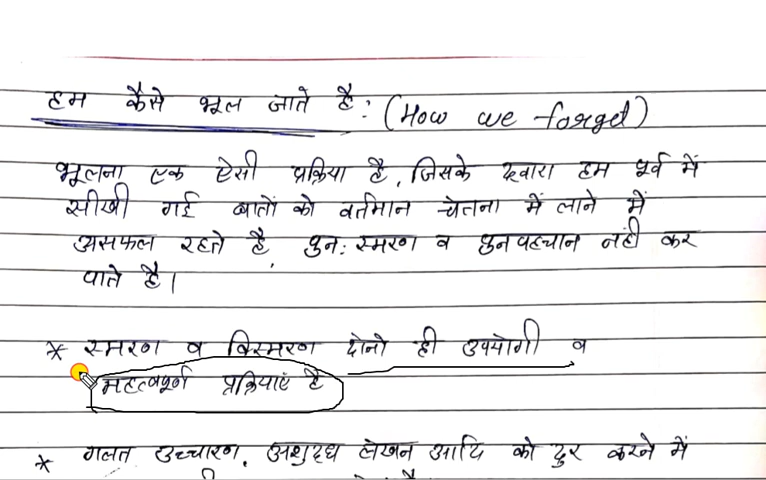 हम कैसे भूल जाते है : (How we forget)
भूलना एक ऐसी प्रक्रिया है, जिसके द्वारा हम पूर्व में
सीखी गई बातों को वर्तमान चेतना में लाने में
असफल रहते है, पुन: स्मरण व पुनपहचान नही कर
पाते है।
* स्मरण व विस्मरण दोनो ही उपयोगी व
महत्वपूर्ण प्रक्रियाएं है
* गलत उच्चारण, अशुद्ध लेखन आदि को दुर करने में